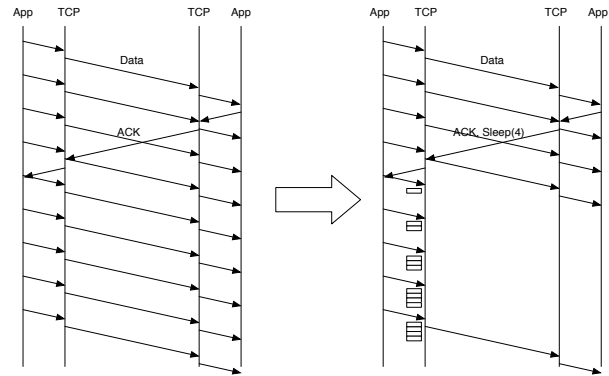 App TCP TCP App App TCP TCP App
Data Data
ACK ACK, Sleep(4)